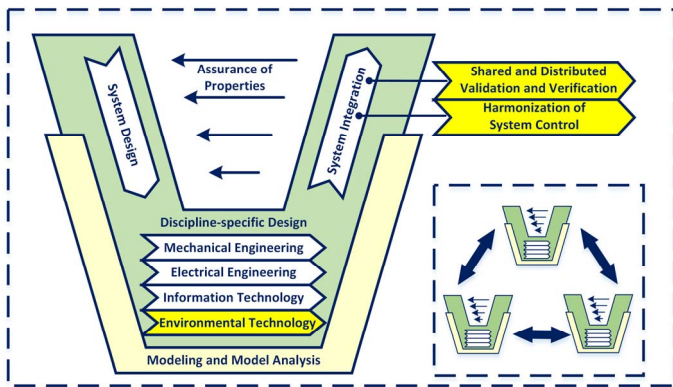 System Design
Assurance of
Properties
System Integration
Shared and Distributed
Validation and Verification
Harmonization of
System Control
Discipline-specific Design
Mechanical Engineering
Electrical Engineering
Information Technology
Environmental Technology
Modeling and Model Analysis